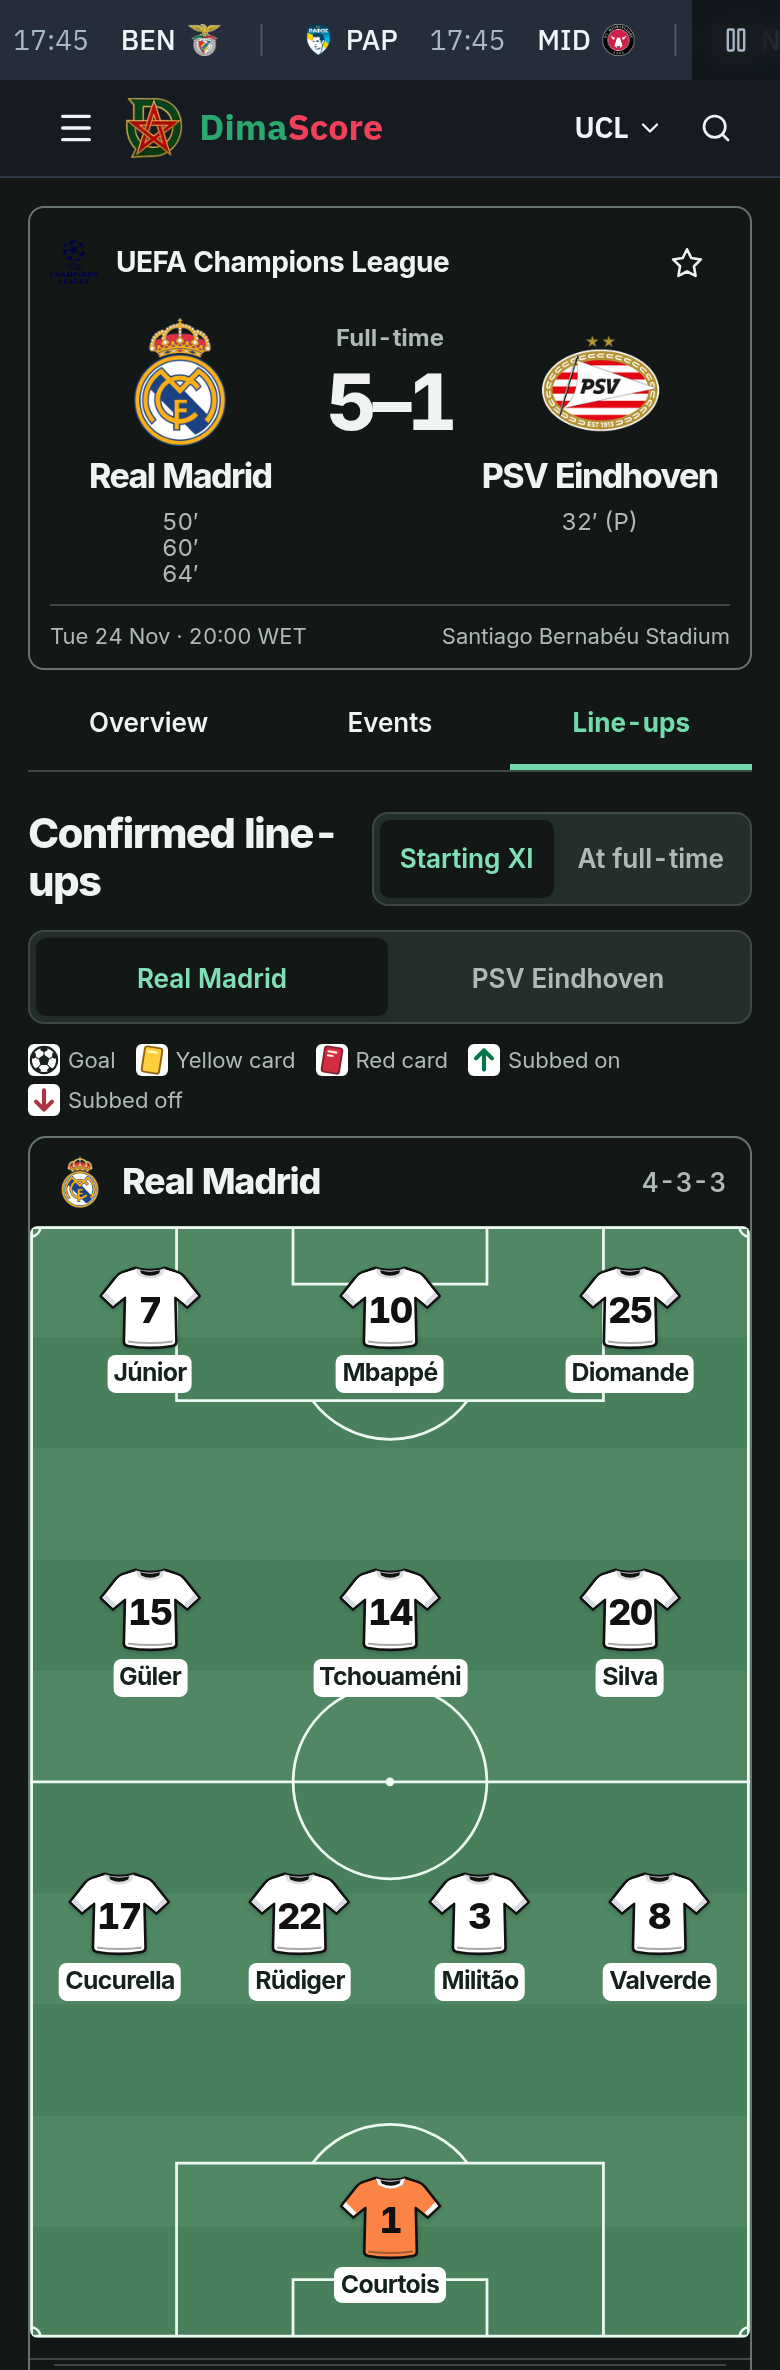 17:45 BEN PAP 17:45 MID
DimaScore UCL
UEFA Champions League
Full-time
5–1
Real Madrid PSV Eindhoven
50′ 32′ (P)
60′
64′
Tue 24 Nov · 20:00 WET Santiago Bernabéu Stadium
Overview Events Line-ups
Confirmed line-
ups
Starting XI At full-time
Real Madrid PSV Eindhoven
Goal Yellow card Red card Subbed on
Subbed off
Real Madrid 4-3-3
7 10 25
Júnior Mbappé Diomande
15 14 20
Güler Tchouaméni Silva
17 22 3 8
Cucurella Rüdiger Militão Valverde
1
Courtois